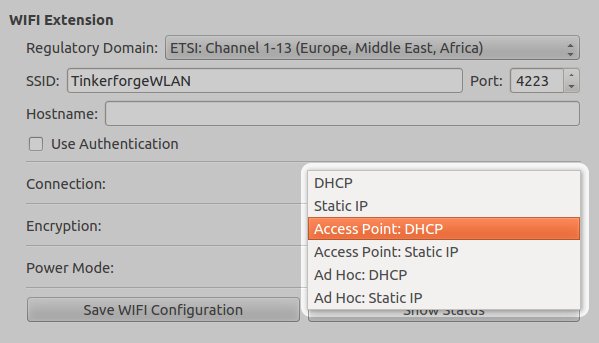 WIFI Extension
Regulatory Domain: ETSI: Channel 1-13 (Europe, Middle East, Africa)
SSID: TinkerforgeWLAN Port: 4223
Hostname:
Use Authentication
Connection:
DHCP
Static IP
Encryption:
Access Point: DHCP
Access Point: Static IP
Power Mode:
Ad Hoc: DHCP
Ad Hoc: Static IP
Save WIFI Configuration Show Status